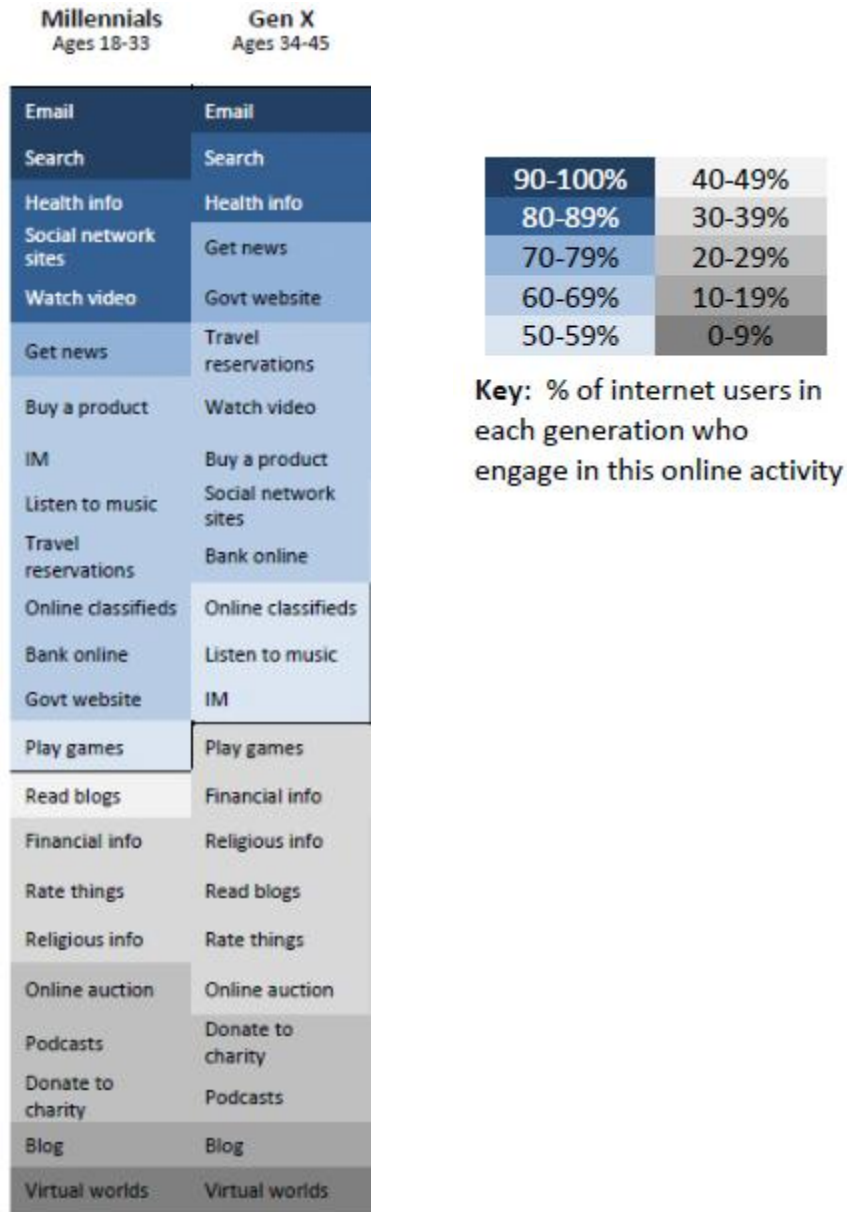 Millennials
Ages 18-33
Gen X
Ages 34-45
Email
Email
Search
Search
Health info
Health info
Social network
sites
Get news
Watch video
Govt website
Get news
Travel
reservations
Buy a product
Watch video
IM
Buy a product
Listen to music
Social network
sites
Travel
reservations
Bank online
Online classifieds
Online classifieds
Bank online
Listen to music
Govt website
IM
Play games
Play games
Read blogs
Financial info
Financial info
Religious info
Rate things
Read blogs
Religious info
Rate things
Online auction
Online auction
Podcasts
Donate to
charity
Donate to
charity
Podcasts
Blog
Blog
Virtual worlds
Virtual worlds
90-100%
40-49%
80-89%
30-39%
70-79%
20-29%
60-69%
10-19%
50-59%
0-9%
Key: % of internet users in
each generation who
engage in this online activity